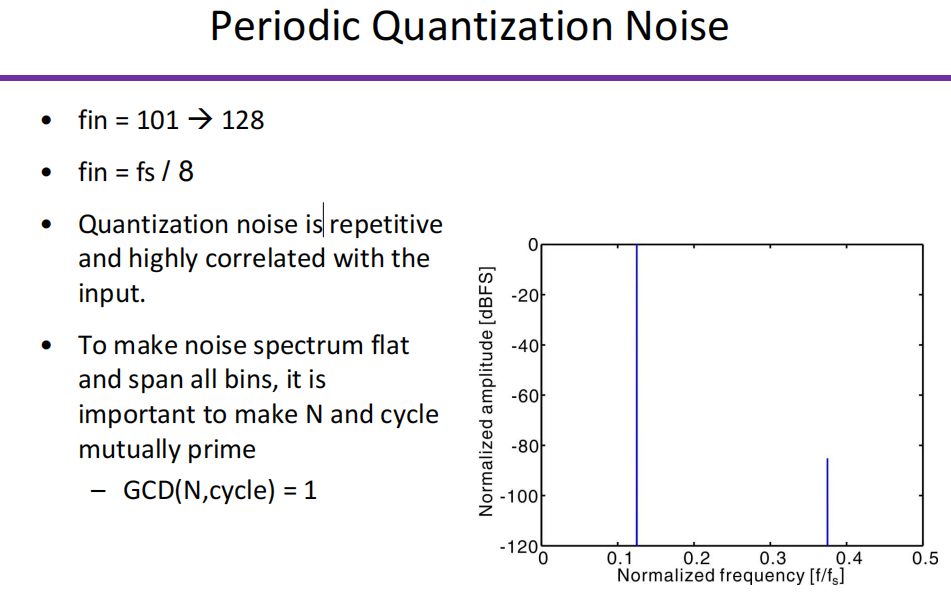 Periodic Quantization Noise
• fin = 101 → 128
• fin = fs / 8
• Quantization noise is repetitive
and highly correlated with the
input.
• To make noise spectrum flat
and span all bins, it is
important to make N and cycle
mutually prime
– GCD(N,cycle) = 1
Normalized amplitude [dBFS]
0
-20
-40
-60
-80
-100
-120
0 0.1 0.2 0.3 0.4 0.5
Normalized frequency [f/fs]